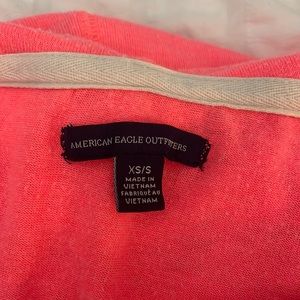 AMERICAN EAGLE OUTFITTERS
XS/S
MADE IN
VIETNAM
FABRIQUÉ AU
VIETNAM